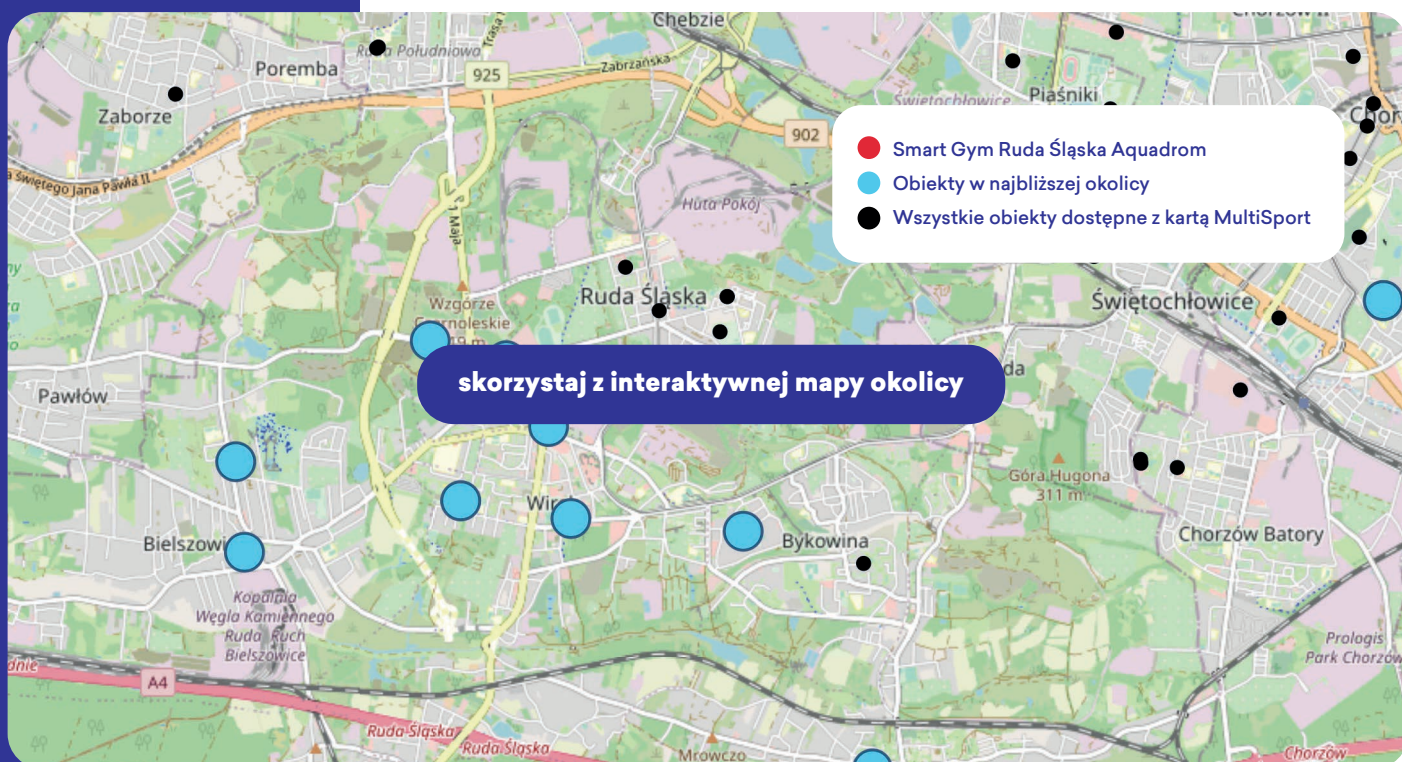 Chebzie
Ruda Południowa
Poremba
925
Zabrzańska
Zaborze
Świętochłowice
Piaśniki
902
Smart Gym Ruda Śląska Aquadrom
Obiekty w najbliższej okolicy
Wszystkie obiekty dostępne z kartą MultiSport
świętego Jana Pawła II
1 Maja
Huta Pokój
Ruda Śląska
Świętochłowice
Wzgórze
skorzystaj z interaktywnej mapy okolicy
Pawłów
Góra Hugona
311 m
Chorzów Batory
Bykowina
Kopalnia
Węgla Kamiennego
Ruda Ruch
Bielszowice
Prologis
Park Chorzów
A4
Ruda Śląska
Ruda Śląska
Chorzów